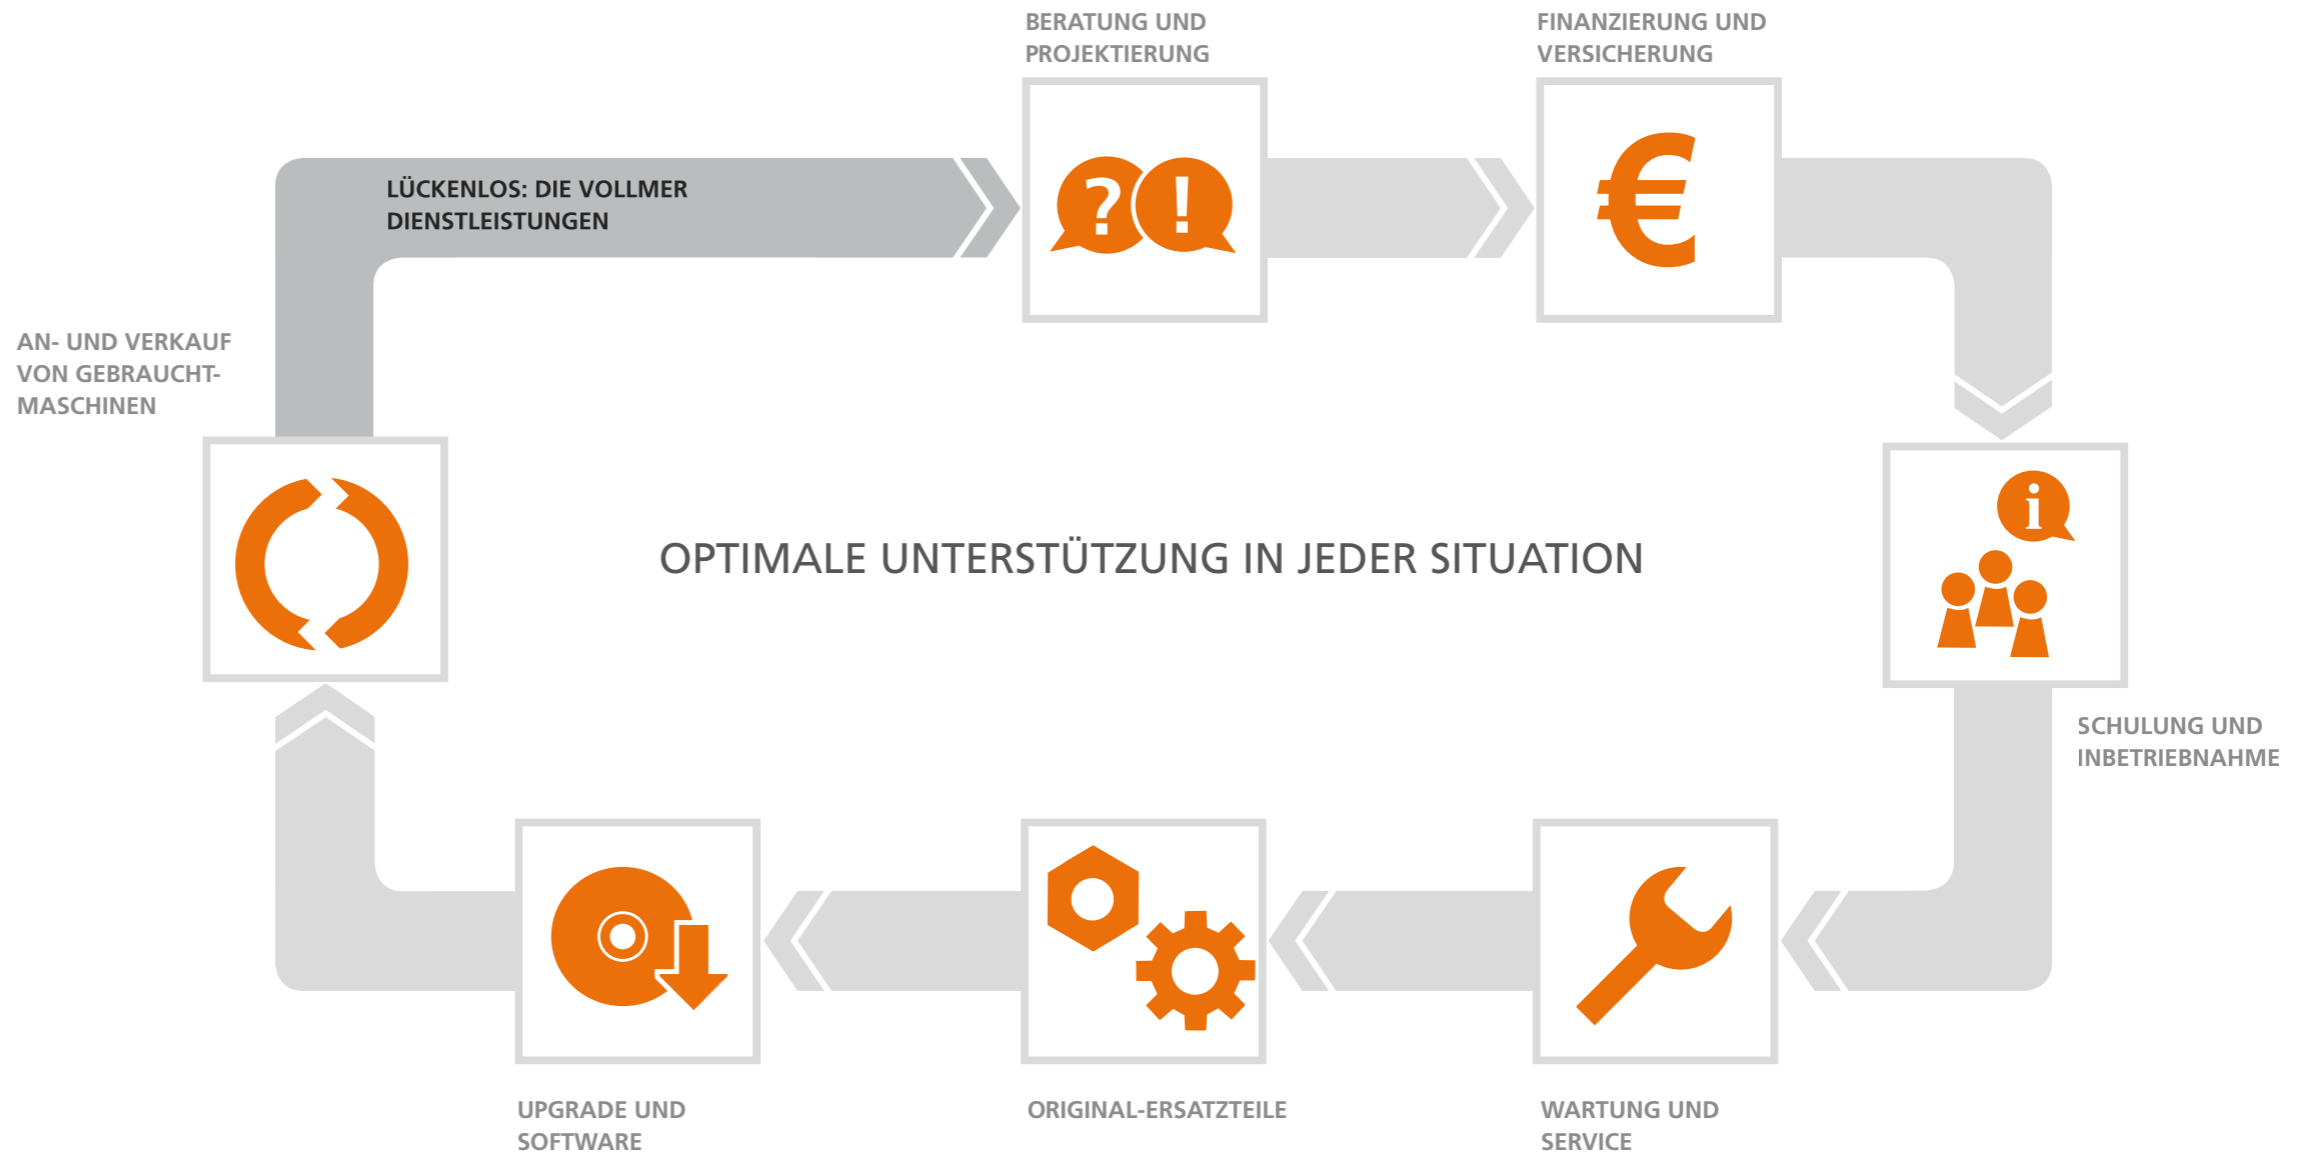 BERATUNG UND
PROJEKTIERUNG
FINANZIERUNG UND
VERSICHERUNG
LÜCKENLOS: DIE VOLLMER
DIENSTLEISTUNGEN
? !
€
AN- UND VERKAUF
VON GEBRAUCHT-
MASCHINEN
i
OPTIMALE UNTERSTÜTZUNG IN JEDER SITUATION
SCHULUNG UND
INBETRIEBNAHME
UPGRADE UND
SOFTWARE
ORIGINAL-ERSATZTEILE
WARTUNG UND
SERVICE